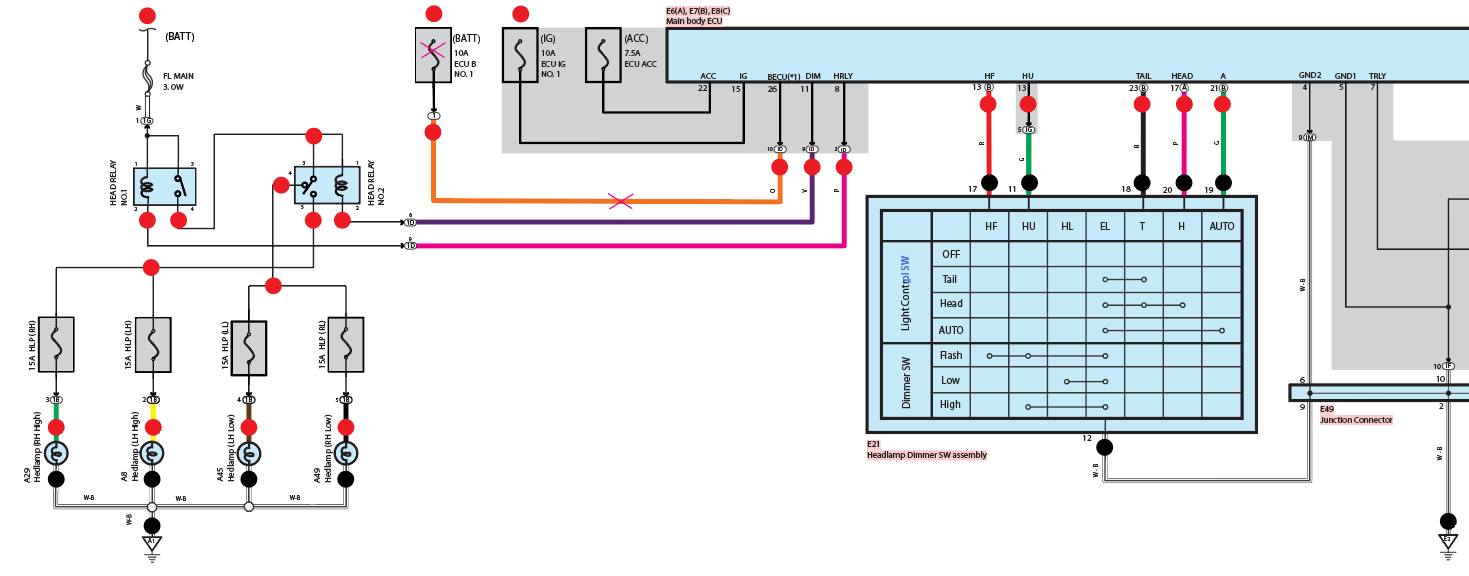 E6(A), E7(B), E8(C)
Main body ECU
(BATT)
(BATT)
10A
ECU B
NO. 1
(IG)
10A
ECU IG
NO. 1
(ACC)
7.5A
ECU ACC
FL MAIN
3. 0W
W
1 1G
ACC
22
IG
15
BECU(*1)
26
DIM
11
HRLY
8
HF
13 B
HU
13
TAIL
23 B
HEAD
17 A
A
21 B
GND2
4
GND1
5
TRLY
7
1
10 ID
9 ID
2 ID
5 IG
9 IM
R
G
B
P
G
O
V
P
HEAD RELAY
NO.1
1
3
2
4
HEAD RELAY
NO.2
3
1
4
5
2
8
1D
9
1D
17
11
18
20
19
HF
HU
HL
EL
T
H
AUTO
Light Contrpl SW
OFF
Tail
Head
AUTO
Dimmer SW
Flash
Low
High
E21
Headlamp Dimmer SW assembly
12
W - B
W - B
6
9
10 IF
10
2
E49
Junction Connector
W - B
E2
15A HLP (RH)
15A HLP (LH)
15A HLP (LL)
15A HLP (RL)
3 1B
2 1B
4 1B
5 1B
A29
Hedlamp (RH High)
A8
Hedlamp (LH High)
A45
Hedlamp (LH Low)
A49
Hedlamp (RH Low)
W-B
W-B
W-B
W-B
A1